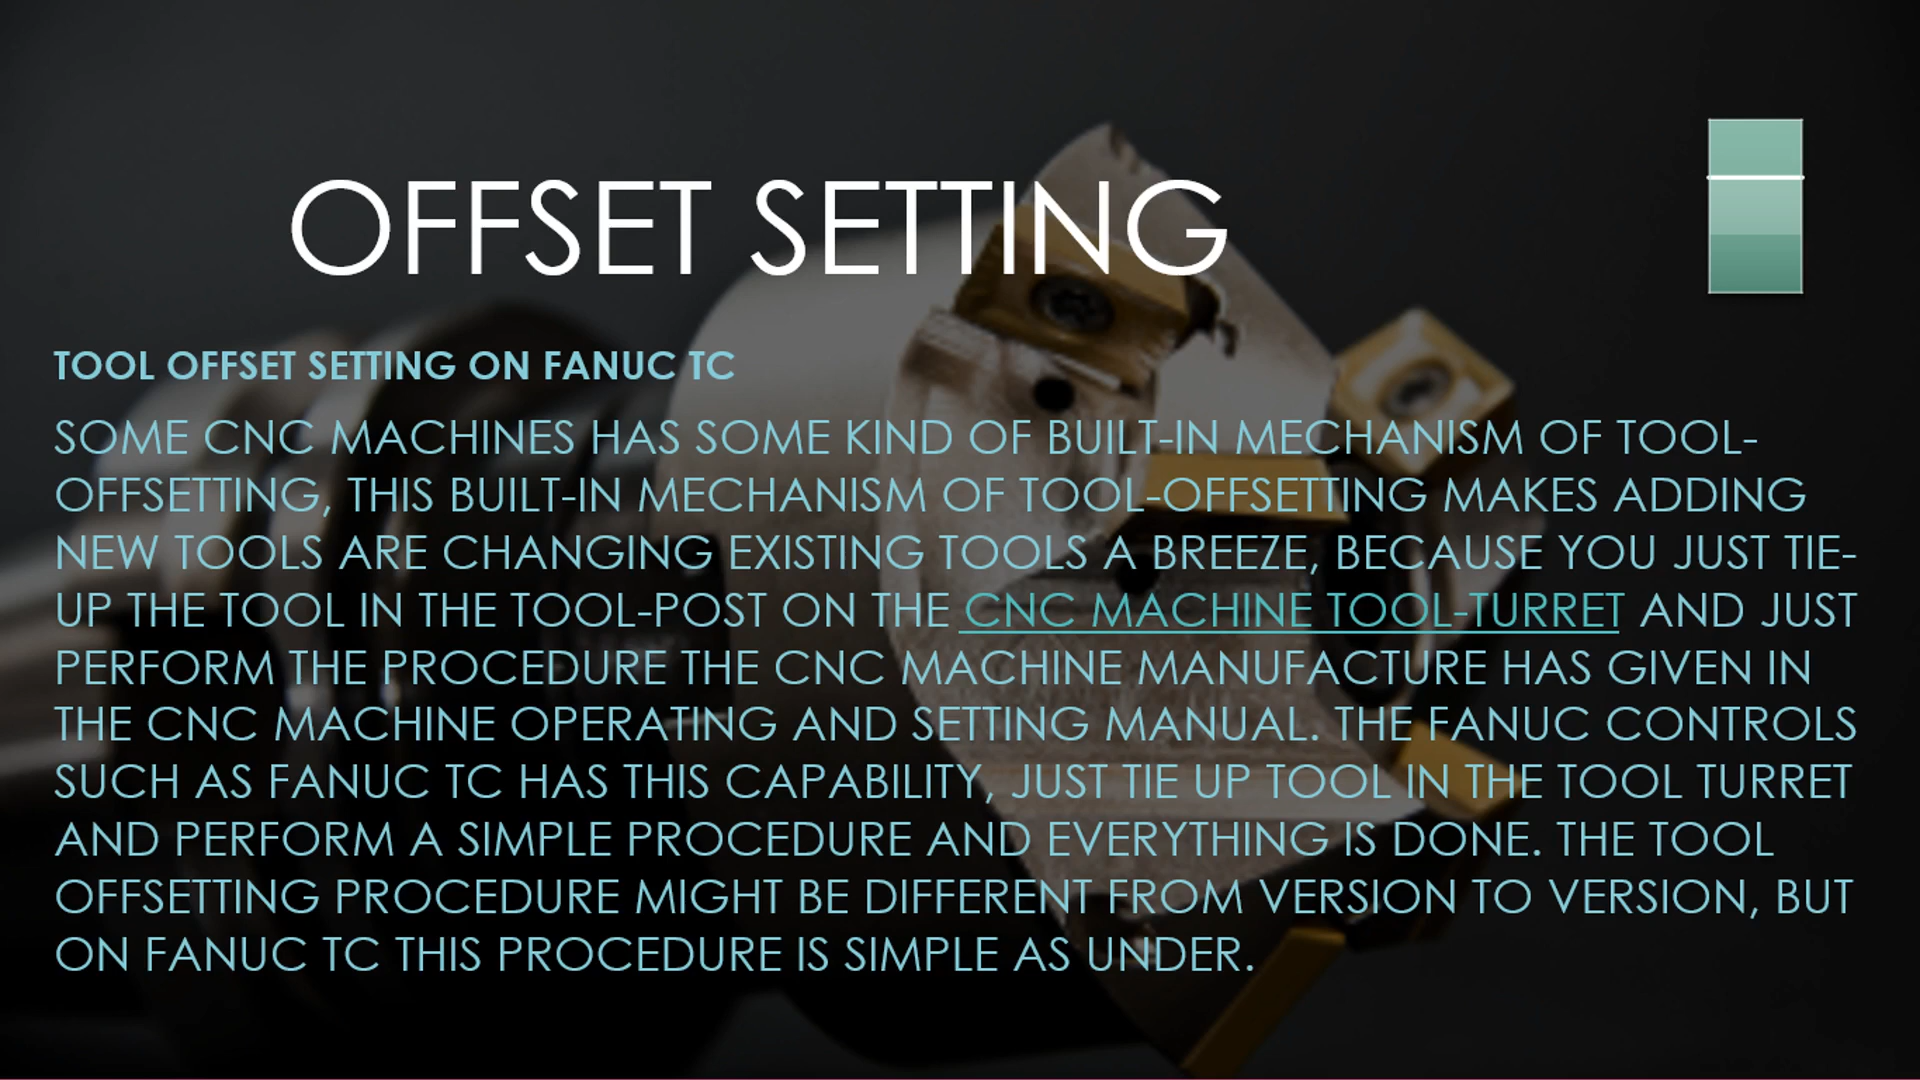 OFFSET SETTING
TOOL OFFSET SETTING ON FANUC TC
SOME CNC MACHINES HAS SOME KIND OF BUILT-IN MECHANISM OF TOOL-
OFFSETTING, THIS BUILT-IN MECHANISM OF TOOL-OFFSETTING MAKES ADDING
NEW TOOLS ARE CHANGING EXISTING TOOLS A BREEZE, BECAUSE YOU JUST TIE-
UP THE TOOL IN THE TOOL-POST ON THE CNC MACHINE TOOL-TURRET AND JUST
PERFORM THE PROCEDURE THE CNC MACHINE MANUFACTURE HAS GIVEN IN
THE CNC MACHINE OPERATING AND SETTING MANUAL. THE FANUC CONTROLS
SUCH AS FANUC TC HAS THIS CAPABILITY, JUST TIE UP TOOL IN THE TOOL TURRET
AND PERFORM A SIMPLE PROCEDURE AND EVERYTHING IS DONE. THE TOOL
OFFSETTING PROCEDURE MIGHT BE DIFFERENT FROM VERSION TO VERSION, BUT
ON FANUC TC THIS PROCEDURE IS SIMPLE AS UNDER.